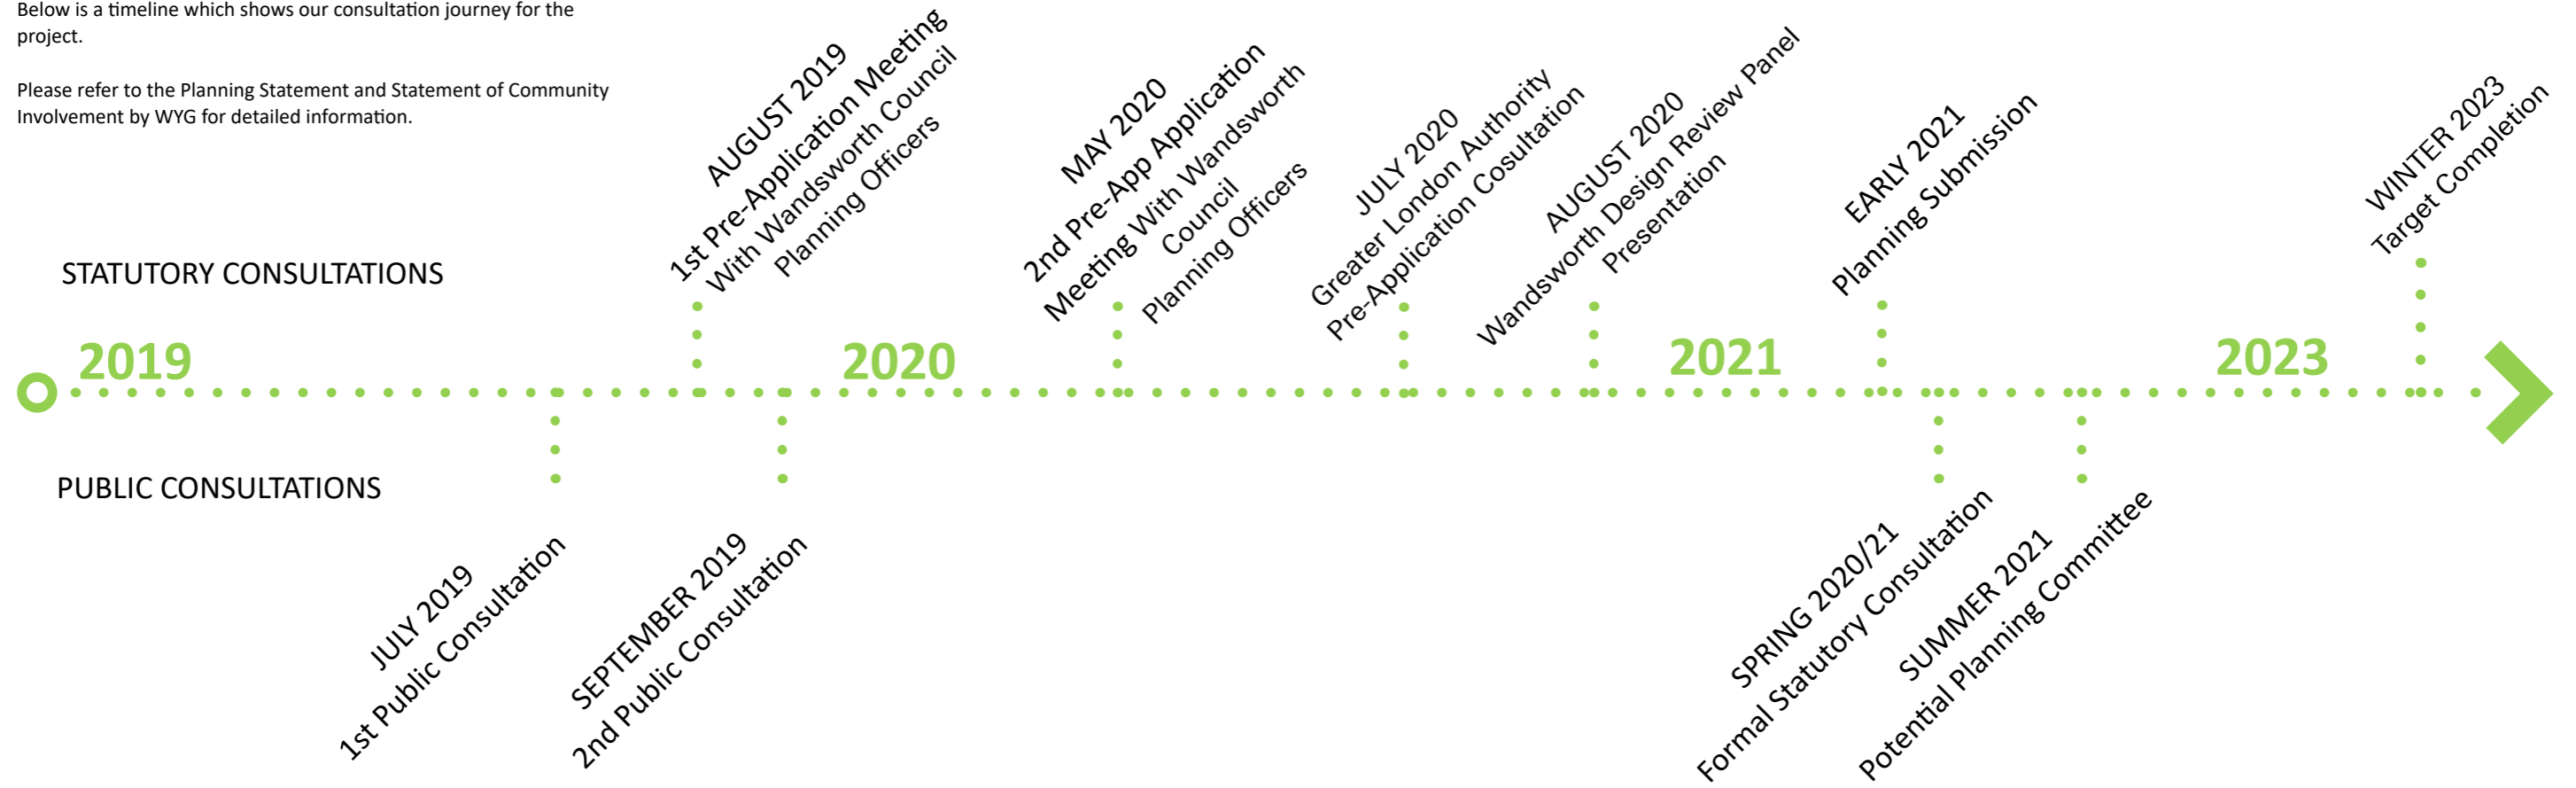 Below is a timeline which shows our consultation journey for the
project.
Please refer to the Planning Statement and Statement of Community
Involvement by WYG for detailed information.
STATUTORY CONSULTATIONS
AUGUST 2019
1st Pre-Application Meeting
With Wandsworth Council
Planning Officers
MAY 2020
2nd Pre-App Application
Meeting With Wandsworth
Council
Planning Officers
JULY 2020
Greater London Authority
Pre-Application Cosultation
AUGUST 2020
Wandsworth Design Review Panel
Presentation
EARLY 2021
Planning Submission
WINTER 2023
Target Completion
2019
2020
2021
2023
PUBLIC CONSULTATIONS
JULY 2019
1st Public Consultation
SEPTEMBER 2019
2nd Public Consultation
SPRING 2020/21
Formal Statutory Consultation
SUMMER 2021
Potential Planning Committee